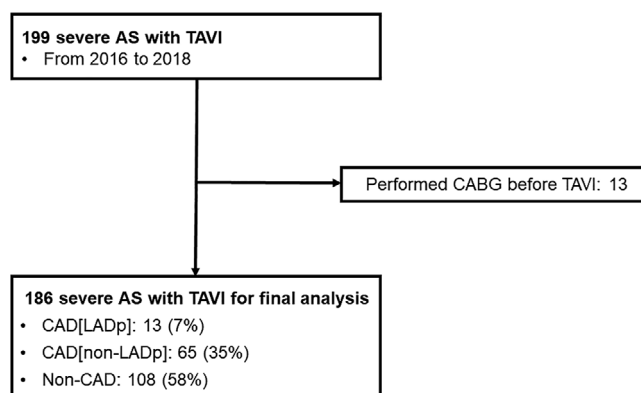 199 severe AS with TAVI
• From 2016 to 2018
Performed CABG before TAVI: 13
186 severe AS with TAVI for final analysis
• CAD[LADp]: 13 (7%)
• CAD[non-LADp]: 65 (35%)
• Non-CAD: 108 (58%)